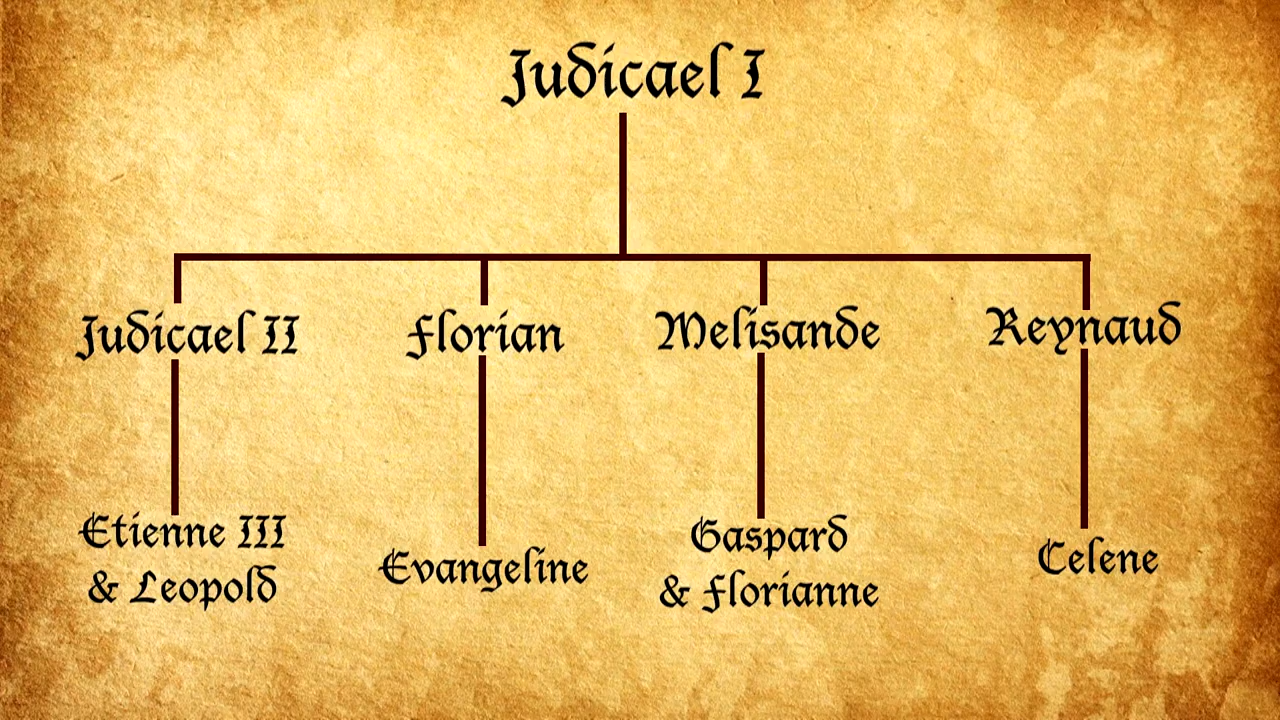 Judicael I
Judicael II
Florian
Melisande
Reynaud
Etienne III
& Leopold
Evangeline
Gaspard
& Florianne
Celene